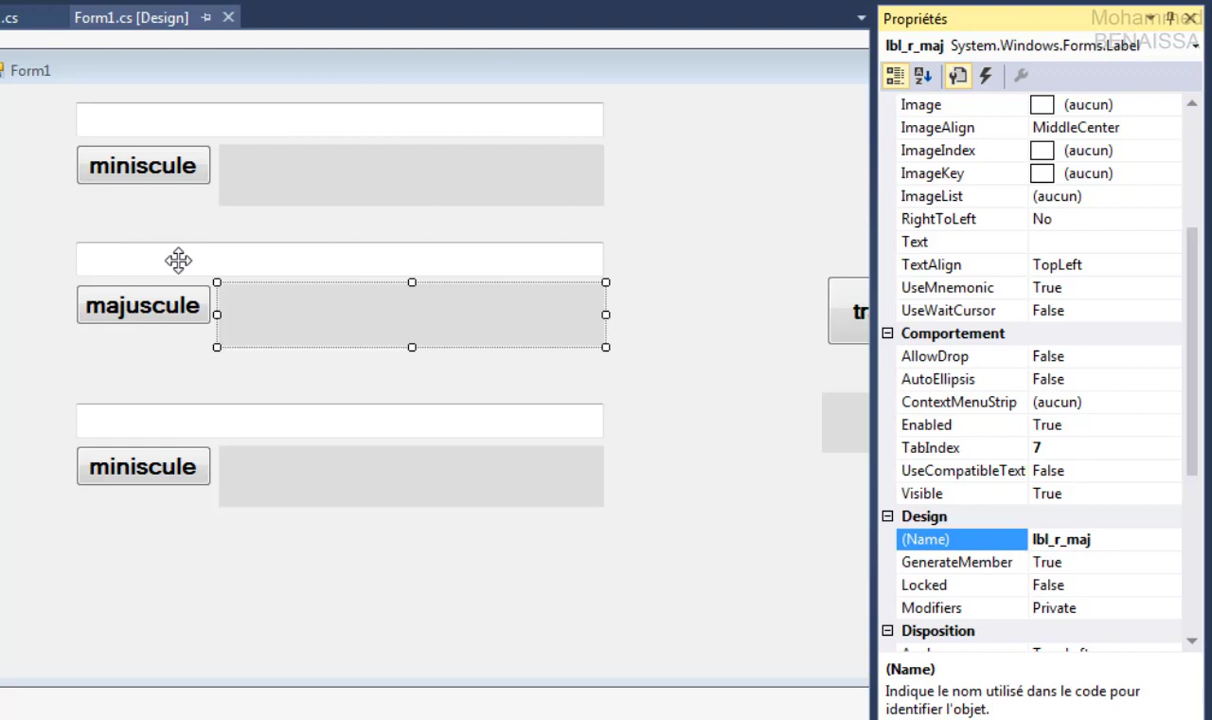 .cs Form1.cs [Design]
Form1
miniscule
majuscule
miniscule
tr
Propriétés
Mohammed
BENAISSA
lbl_r_maj System.Windows.Forms.Label
Image (aucun)
ImageAlign MiddleCenter
ImageIndex (aucun)
ImageKey (aucun)
ImageList (aucun)
RightToLeft No
Text
TextAlign TopLeft
UseMnemonic True
UseWaitCursor False
Comportement
AllowDrop False
AutoEllipsis False
ContextMenuStrip (aucun)
Enabled True
TabIndex 7
UseCompatibleText False
Visible True
Design
(Name) lbl_r_maj
GenerateMember True
Locked False
Modifiers Private
Disposition
(Name)
Indique le nom utilisé dans le code pour
identifier l'objet.